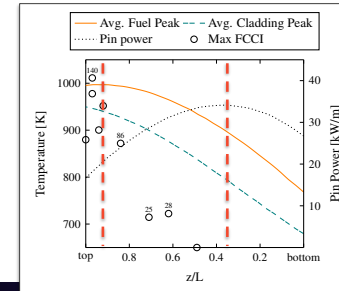 Avg. Fuel Peak
Avg. Cladding Peak
Pin power
Max FCCI
1000
900
800
700
Temperature [K]
140
86
25
28
40
30
20
10
Pin Power [kW/m]
top 0.8 0.6 0.4 0.2 bottom
z/L